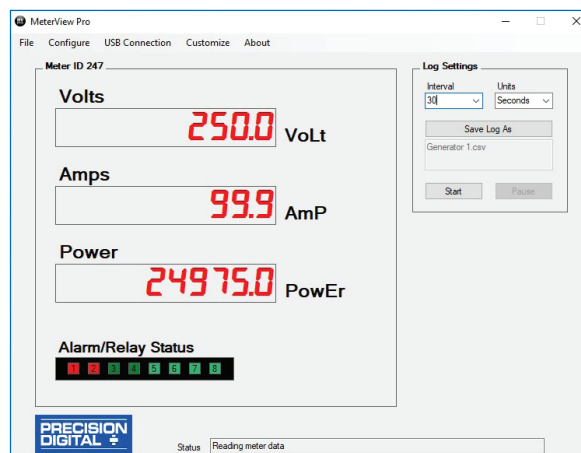 MeterView Pro
File Configure USB Connection Customize About
Meter ID 247
Volts
250.0 VoLt
Amps
99.9 AmP
Power
24975.0 PowEr
Alarm/Relay Status
1 2 3 4 5 6 7 8
Log Settings
Interval Units
30 Seconds
Save Log As
Generator 1.csv
Start Pause
PRECISION
DIGITAL
Status Reading meter data